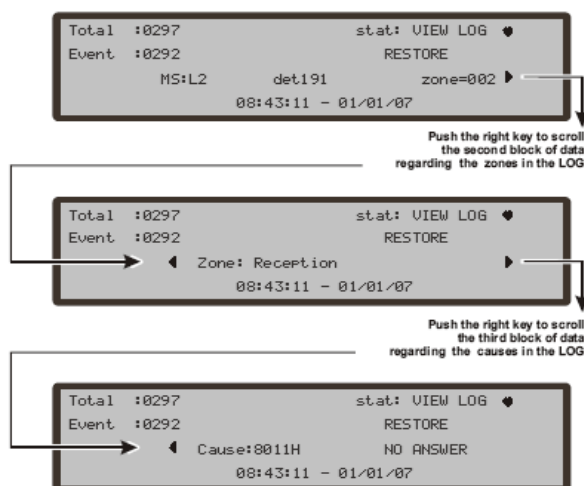 Total :0297 stat: VIEW LOG
Event :0292 RESTORE
MS:L2 det191 zone=002
08:43:11 - 01/01/07
Push the right key to scroll
the second block of data
regarding the zones in the LOG
Total :0297 stat: VIEW LOG
Event :0292 RESTORE
Zone: Reception
08:43:11 - 01/01/07
Push the right key to scroll
the third block of data
regarding the causes in the LOG
Total :0297 stat: VIEW LOG
Event :0292 RESTORE
Cause:8011H NO ANSWER
08:43:11 - 01/01/07